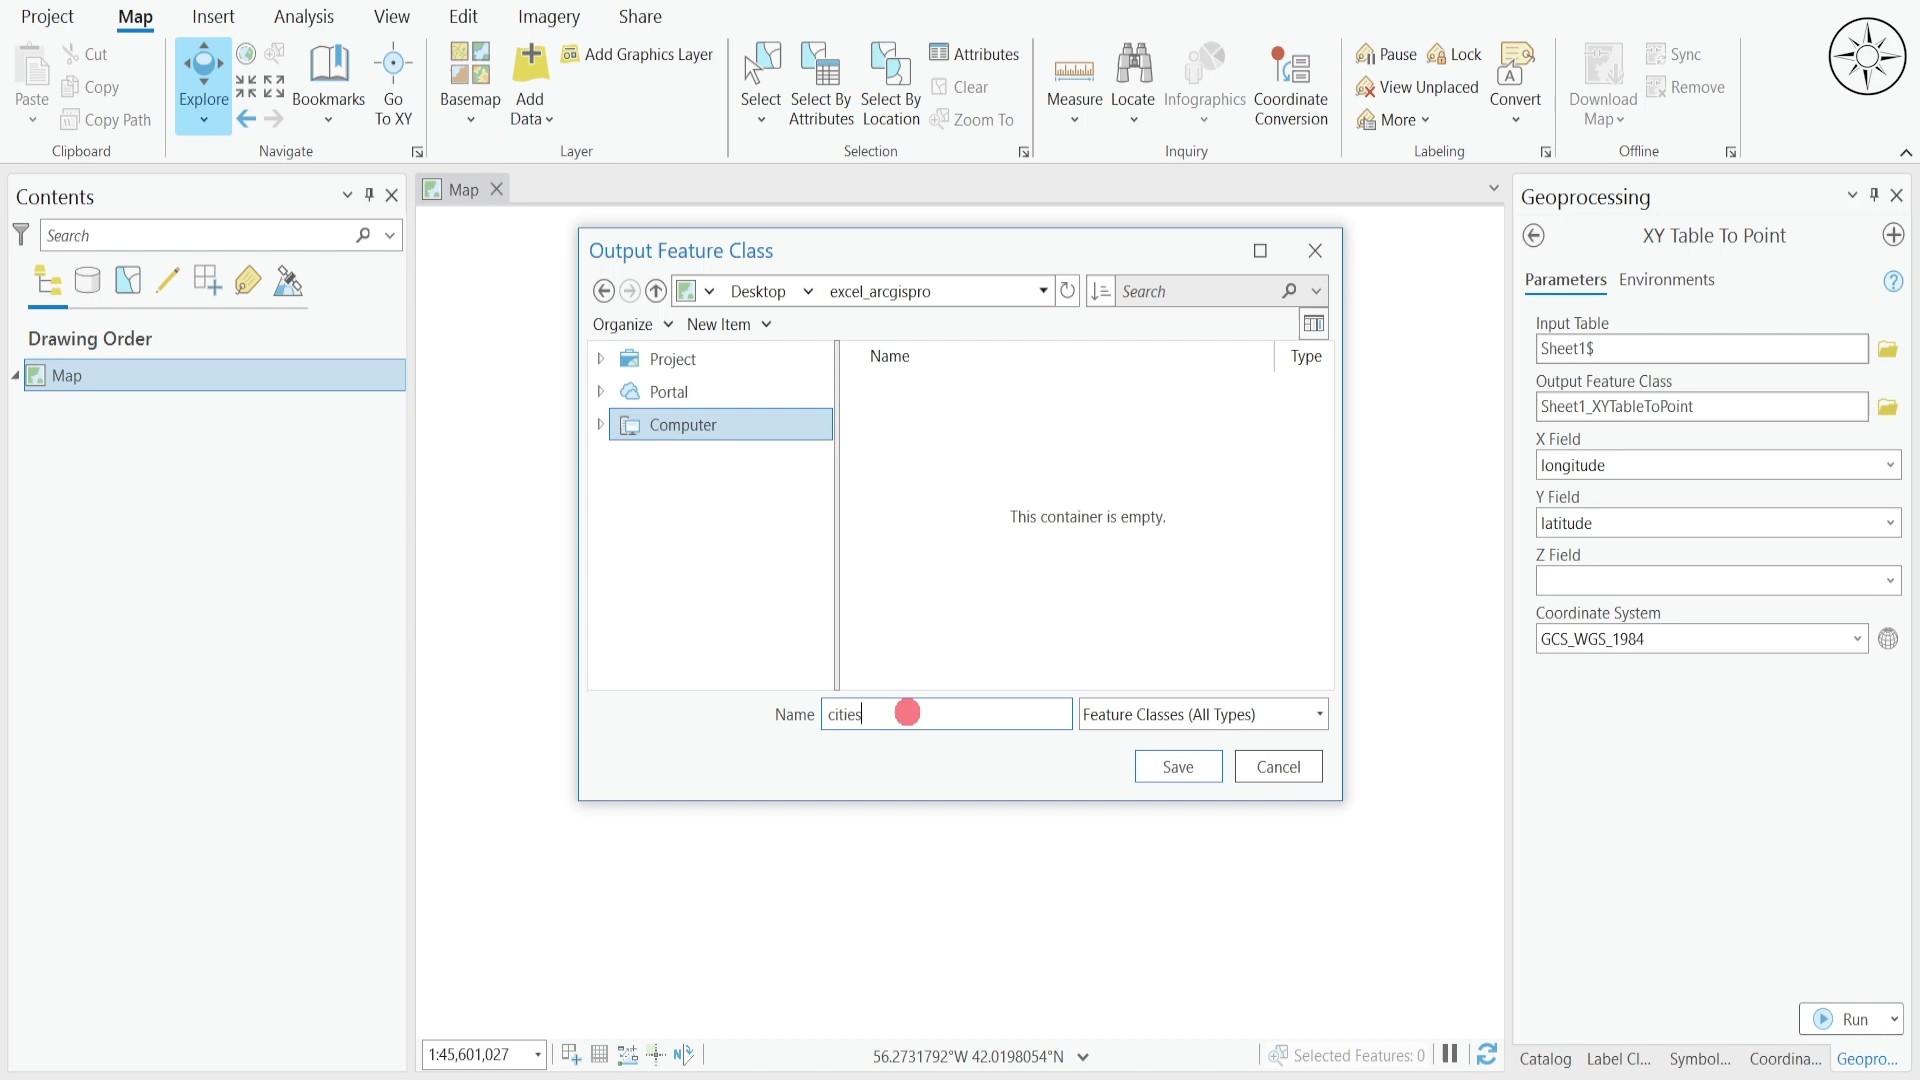 Project Map Insert Analysis View Edit Imagery Share
Paste Cut Copy Copy Path
Clipboard
Explore Bookmarks Go To XY
Navigate
Basemap Add Data Add Graphics Layer
Layer
Select Select By Attributes Select By Location Attributes Clear Zoom To
Selection
Measure Locate Infographics Coordinate Conversion
Inquiry
Pause Lock View Unplaced More Convert
Labeling
Download Map Sync Remove
Offline
Contents
Search
Drawing Order
Map
Map
Output Feature Class
Desktop excel_arcgispro Search
Organize New Item
Project
Portal
Computer
Name Type
This container is empty.
Name cities Feature Classes (All Types)
Save Cancel
1:45,601,027 56.2731792°W 42.0198054°N Selected Features: 0
Geoprocessing
XY Table To Point
Parameters Environments
Input Table
Sheet1$
Output Feature Class
Sheet1_XYTableToPoint
X Field
longitude
Y Field
latitude
Z Field
Coordinate System
GCS_WGS_1984
Run
Catalog Label Cl... Symbol... Coordina... Geopro...